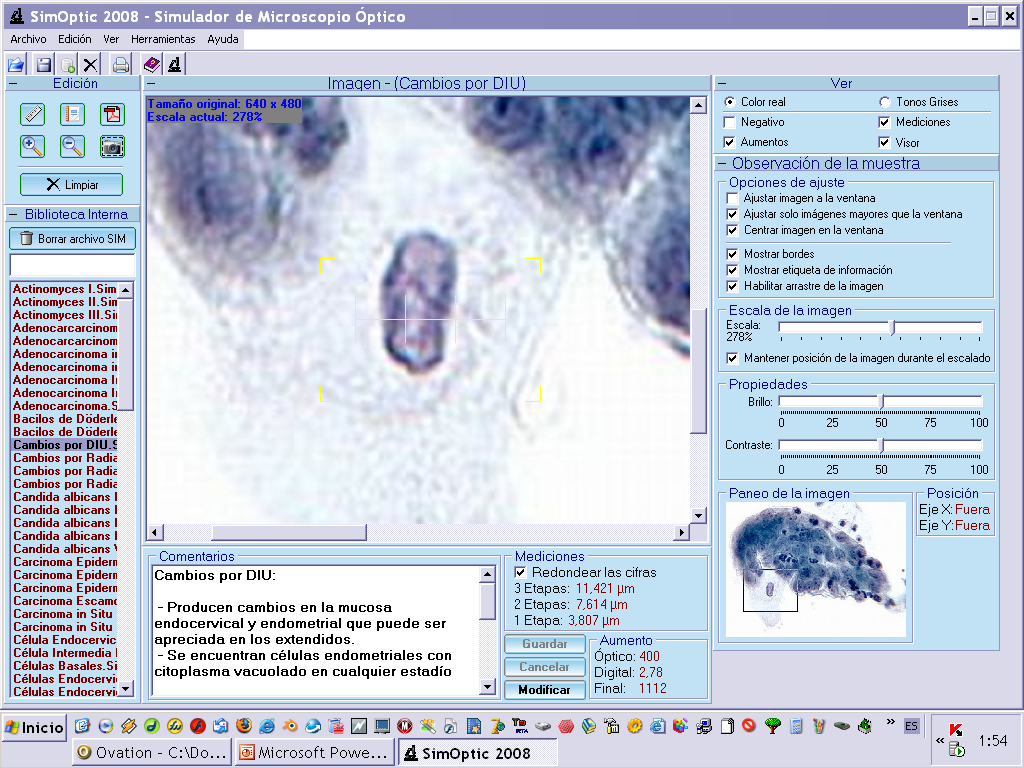 SimOptic 2008 - Simulador de Microscopio Óptico
Archivo Edición Ver Herramientas Ayuda
Edición
Limpiar
Biblioteca Interna
Borrar archivo SIM
Actinomyces I.Sim
Actinomyces II.Sim
Actinomyces III.Sim
Adenocarcacinom
Adenocarcacinom
Adenocarcinoma in
Adenocarcinoma in
Adenocarcinoma In
Adenocarcinoma In
Adenocarcinoma.S
Bacilos de Döderle
Bacilos de Döderle
Cambios por DIU.S
Cambios por Radia
Cambios por Radia
Cambios por Radia
Candida albicans I
Candida albicans I
Candida albicans I
Candida albicans I
Candida albicans V
Carcinoma Epiderm
Carcinoma Epiderm
Carcinoma Epiderm
Carcinoma Escamo
Carcinoma in Situ
Carcinoma in Situ
Célula Endocervic
Célula Intermedia I
Células Basales.Si
Células Endocervi
Células Endocervi
Imagen - (Cambios por DIU)
Tamaño original: 640 x 480
Escala actual: 278%
Comentarios
Cambios por DIU:
- Producen cambios en la mucosa
endocervical y endometrial que puede ser
apreciada en los extendidos.
- Se encuentran células endometriales con
citoplasma vacuolado en cualquier estadío
Mediciones
Redondear las cifras
3 Etapas: 11,421 µm
2 Etapas: 7,614 µm
1 Etapa: 3,807 µm
Guardar
Cancelar
Modificar
Aumento
Óptico: 400
Digital: 2,78
Final: 1112
Ver
Color real Tonos Grises
Negativo Mediciones
Aumentos Visor
Observación de la muestra
Opciones de ajuste
Ajustar imagen a la ventana
Ajustar solo imágenes mayores que la ventana
Centrar imagen en la ventana
Mostrar bordes
Mostrar etiqueta de información
Habilitar arrastre de la imagen
Escala de la imagen
Escala:
278%
Mantener posición de la imagen durante el escalado
Propiedades
Brillo:
0 25 50 75 100
Contraste:
0 25 50 75 100
Paneo de la imagen
Posición
Eje X: Fuera
Eje Y: Fuera
Inicio
ES
1:54
Ovation - C:\Do...
Microsoft Powe...
SimOptic 2008